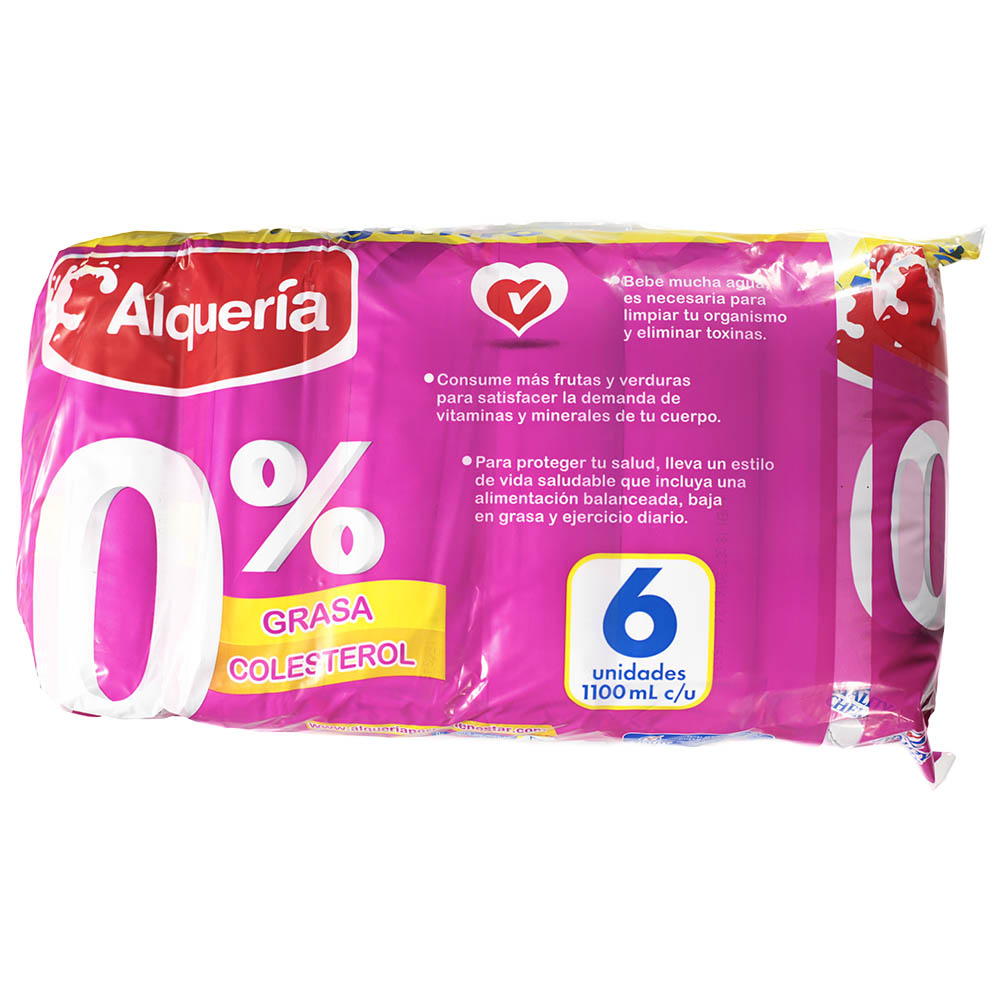 Alquería
Bebe mucha agua
es necesaria para
limpiar tu organismo
y eliminar toxinas.
Consume más frutas y verduras
para satisfacer la demanda de
vitaminas y minerales de tu cuerpo.
Para proteger tu salud, lleva un estilo
de vida saludable que incluya una
alimentación balanceada, baja
en grasa y ejercicio diario.
0%
GRASA
COLESTEROL
6
unidades
1100 mL c/u
0